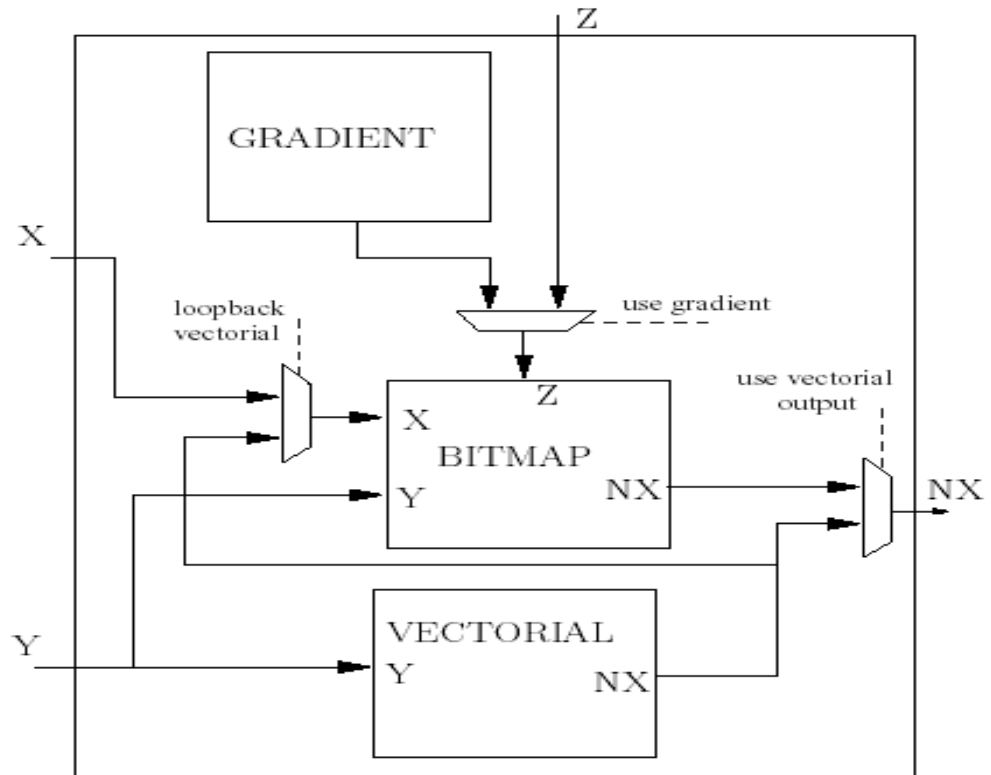 Z
GRADIENT
X
loopback
vectorial
use gradient
use vectorial
output
Z
X
BITMAP
Y
NX
NX
Y
VECTORIAL
Y
NX